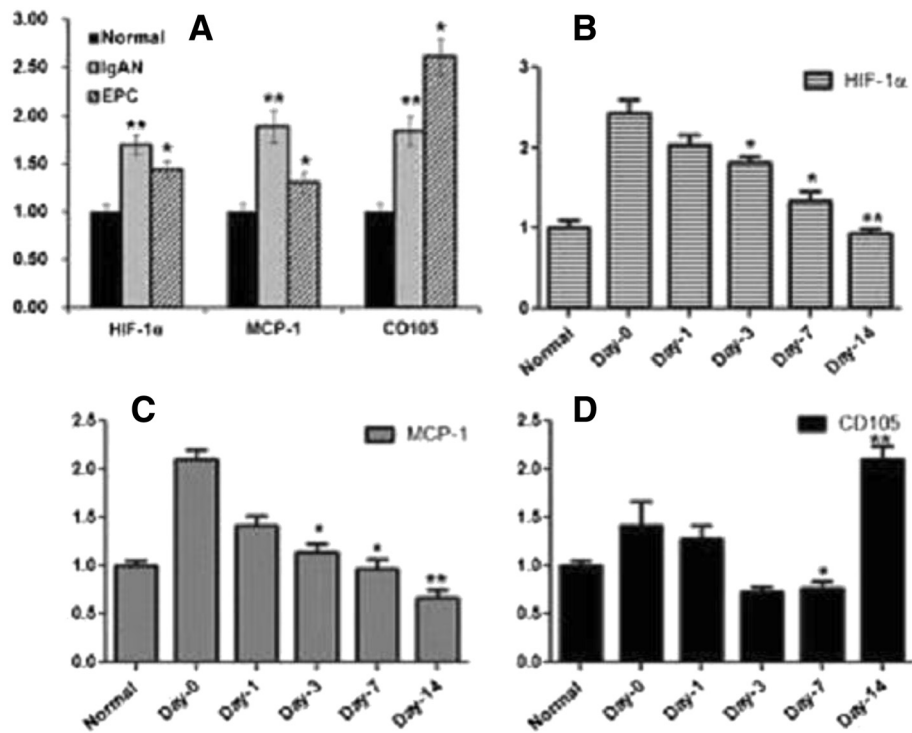 A
3.00
2.50
2.00
1.50
1.00
0.50
0.00
Normal
IgAN
EPC
** * ** * ** *
HIF-1α MCP-1 CO105
B
HIF-1α
3
2
1
0
* * **
Normal Day-0 Day-1 Day-3 Day-7 Day-14
C
MCP-1
2.5
2.0
1.5
1.0
0.5
0.0
* * **
Normal Day-0 Day-1 Day-3 Day-7 Day-14
D
CD105
2.5
2.0
1.5
1.0
0.5
0.0
* **
Normal Day-0 Day-1 Day-3 Day-7 Day-14